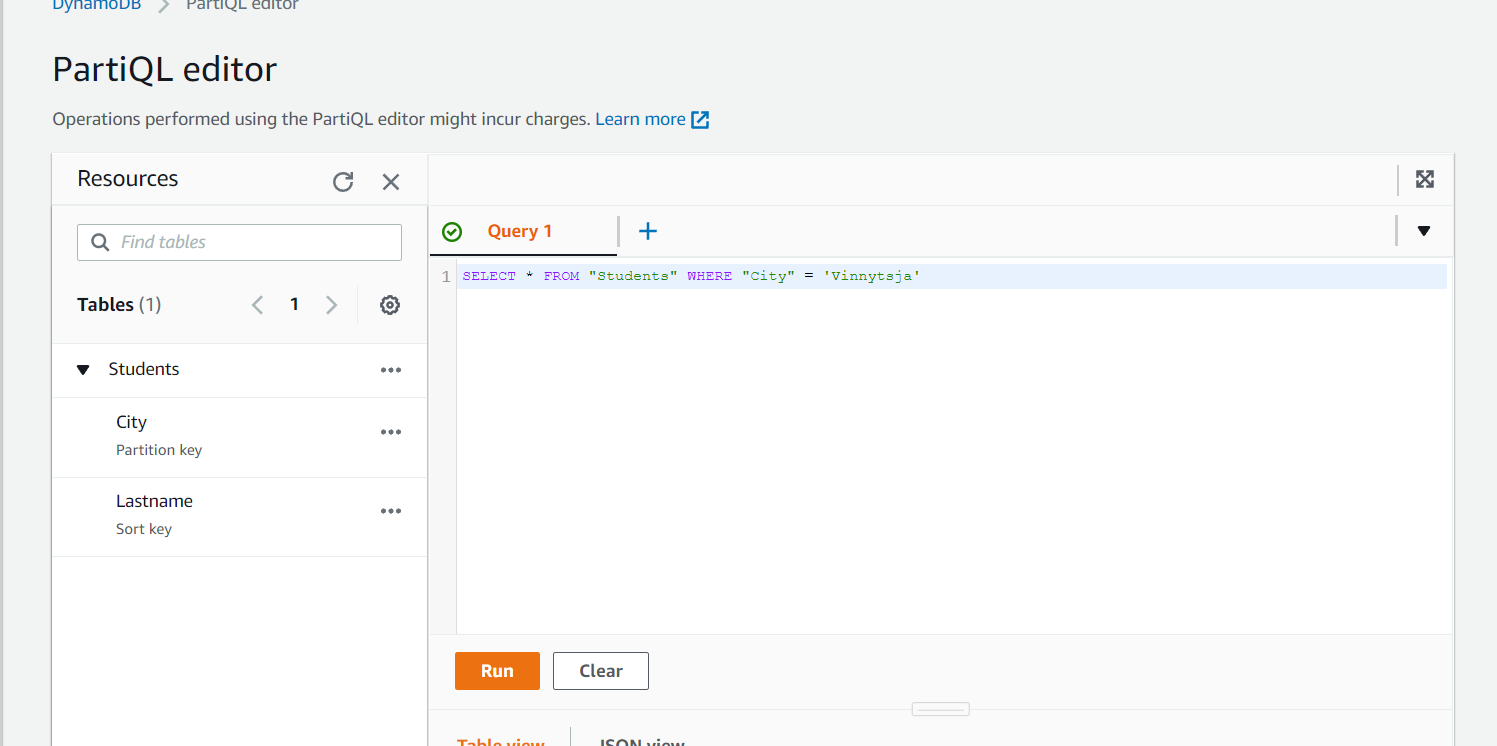 DynamoDB > PartiQL editor
PartiQL editor
Operations performed using the PartiQL editor might incur charges. Learn more
Resources
Find tables
Tables (1)
1
Students
City
Partition key
Lastname
Sort key
Query 1
1 SELECT * FROM "Students" WHERE "City" = 'Vinnytsja'
Run Clear
Table view JSON view